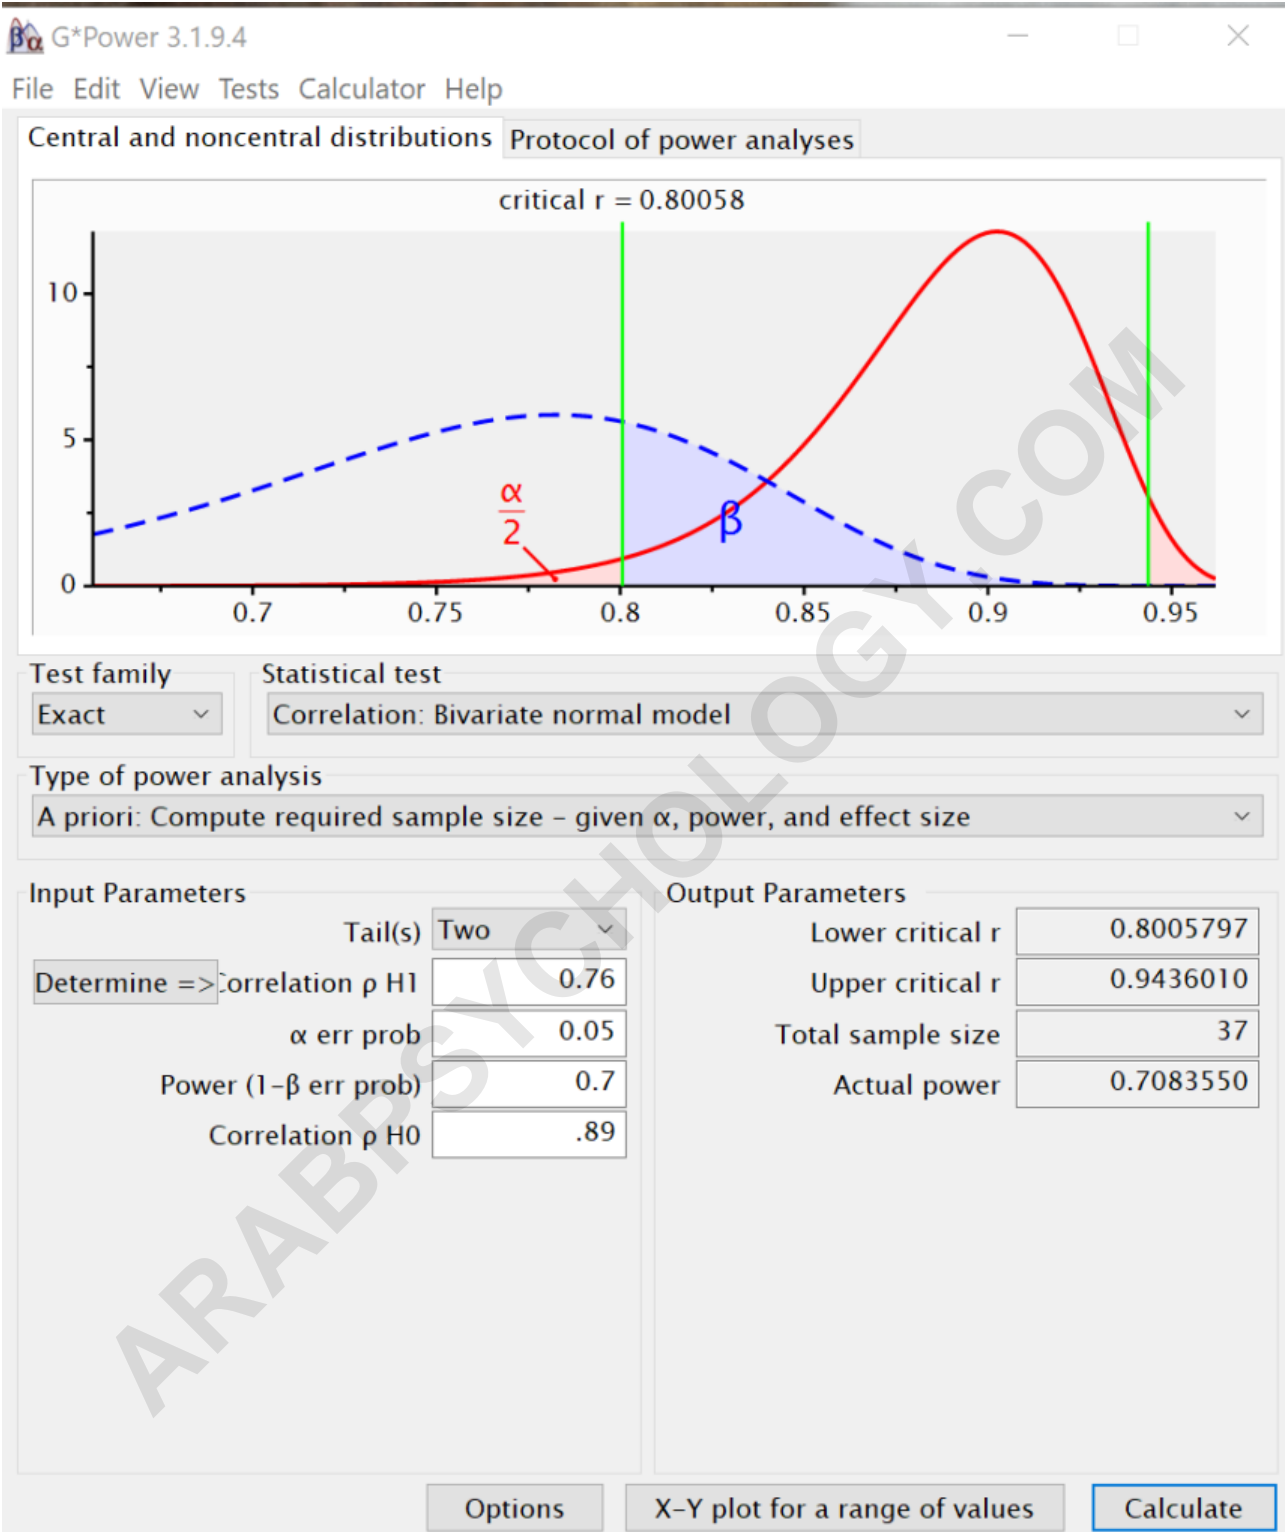 βα G*Power 3.1.9.4
File Edit View Tests Calculator Help
Central and noncentral distributions Protocol of power analyses
critical r = 0.80058
10
5
0
α
2
β
0.7 0.75 0.8 0.85 0.9 0.95
Test family Statistical test
Exact Correlation: Bivariate normal model
Type of power analysis
A priori: Compute required sample size – given α, power, and effect size
Input Parameters Output Parameters
Tail(s) Two Lower critical r 0.8005797
Determine => Correlation ρ H1 0.76 Upper critical r 0.9436010
α err prob 0.05 Total sample size 37
Power (1–β err prob) 0.7 Actual power 0.7083550
Correlation ρ H0 .89
Options X–Y plot for a range of values Calculate
ARABPSYCHOLOGY.COM